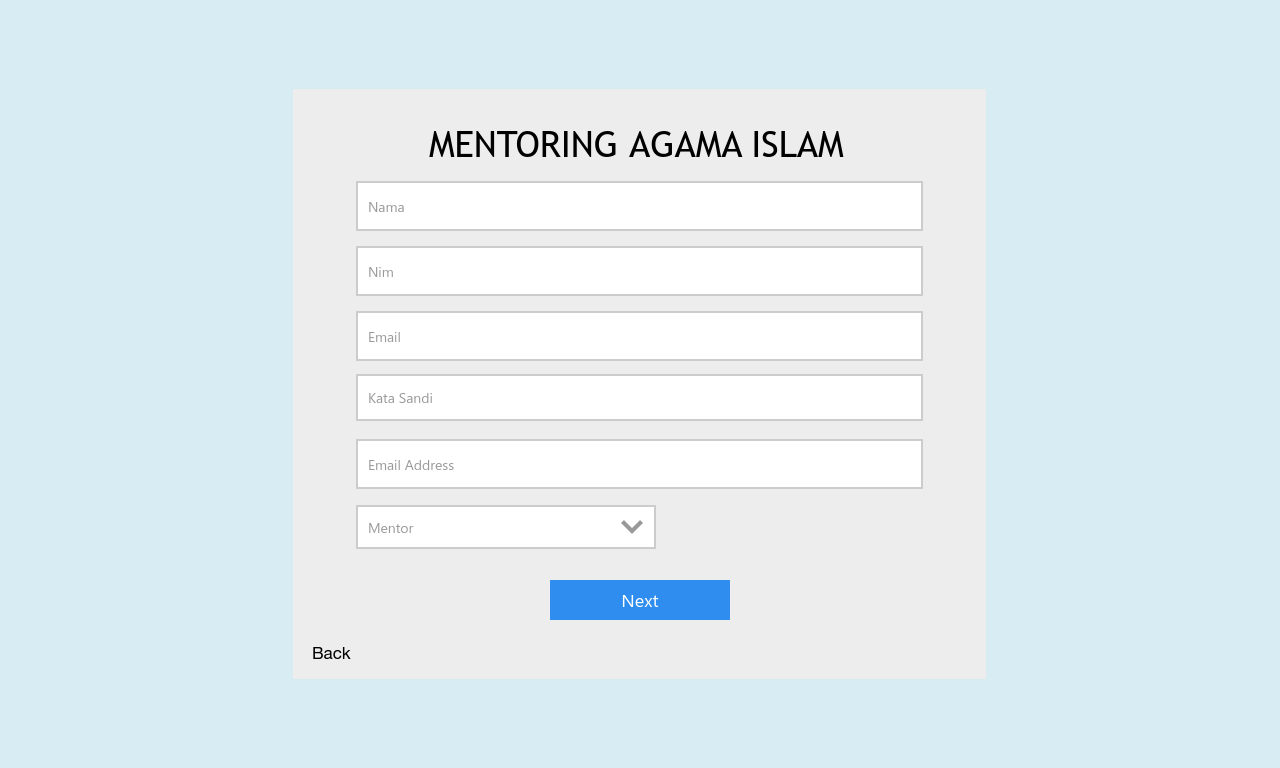 MENTORING AGAMA ISLAM
Nama
Nim
Email
Kata Sandi
Email Address
Mentor
Next
Back